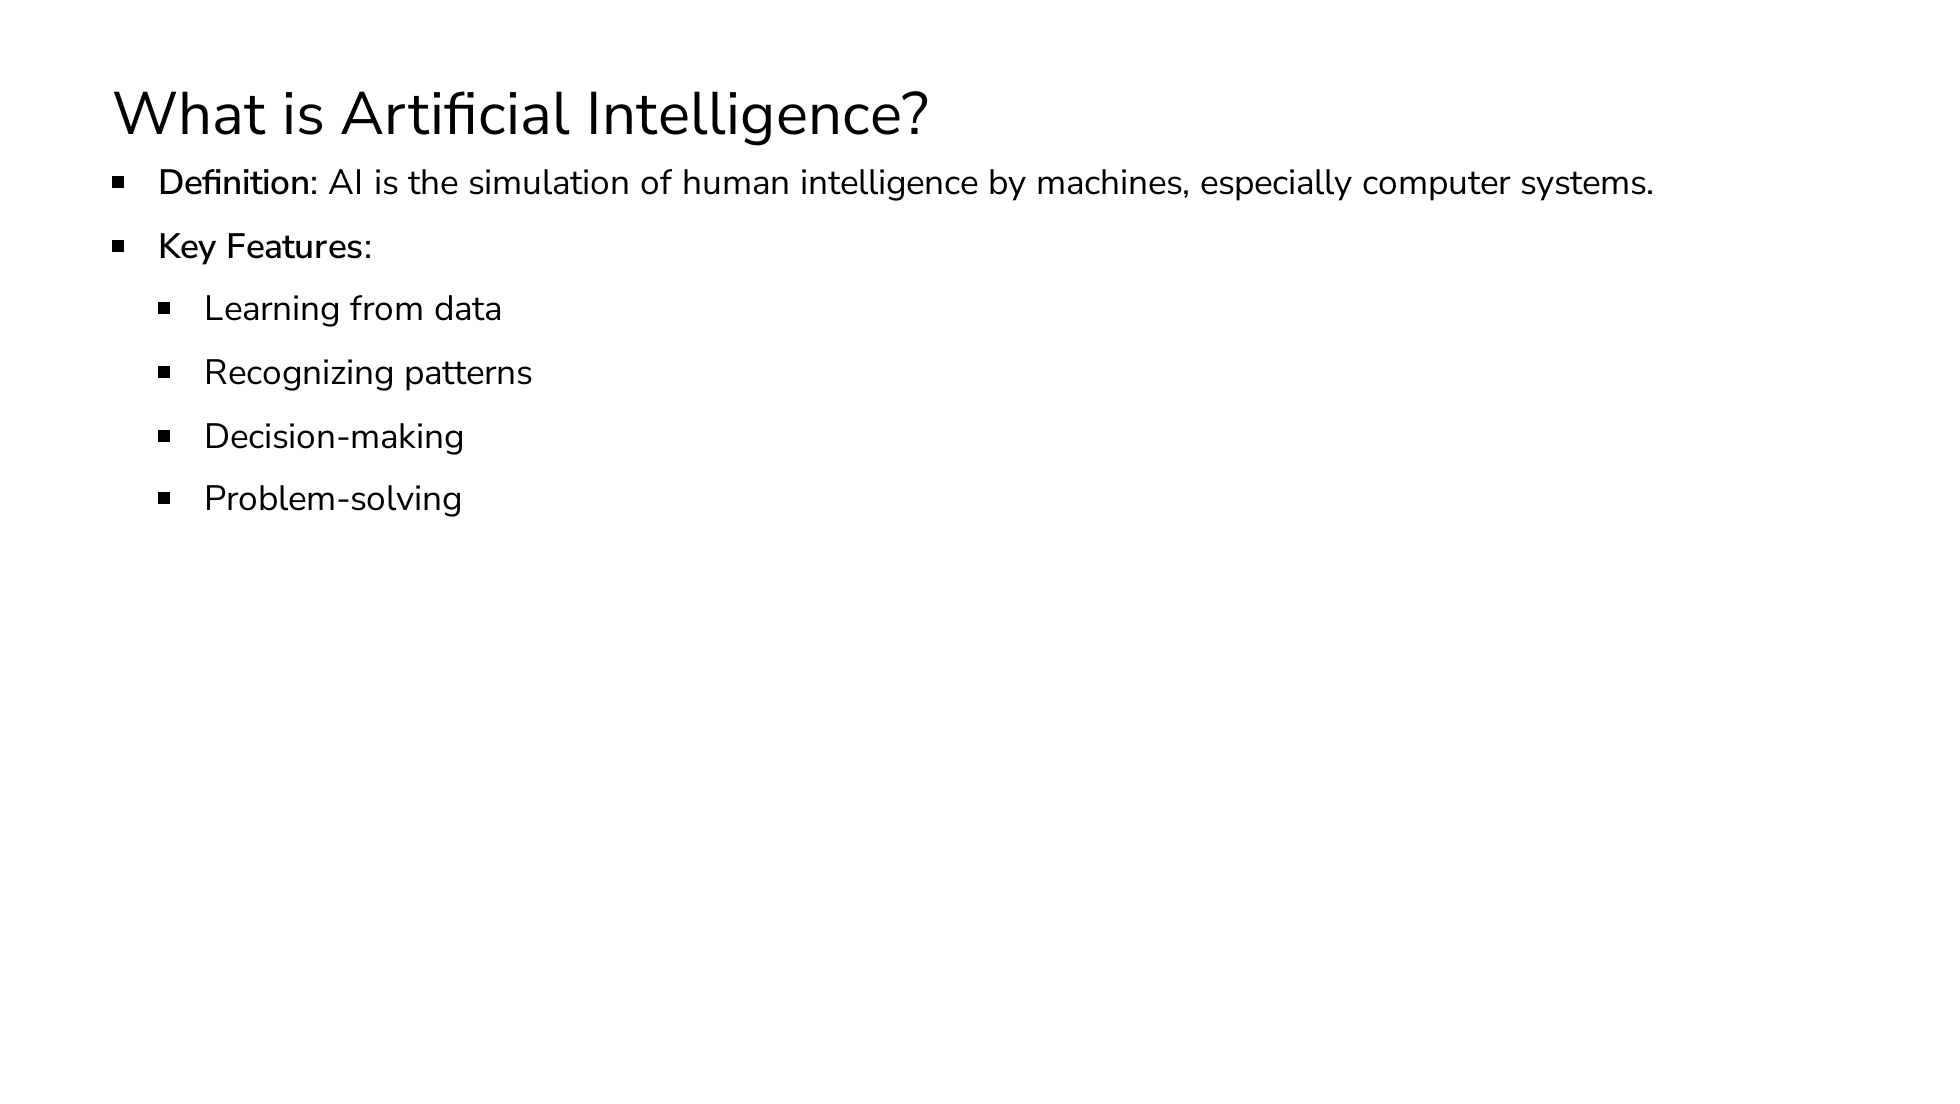 What is Artificial Intelligence?
▪ Definition: AI is the simulation of human intelligence by machines, especially computer systems.
▪ Key Features:
▪ Learning from data
▪ Recognizing patterns
▪ Decision-making
▪ Problem-solving